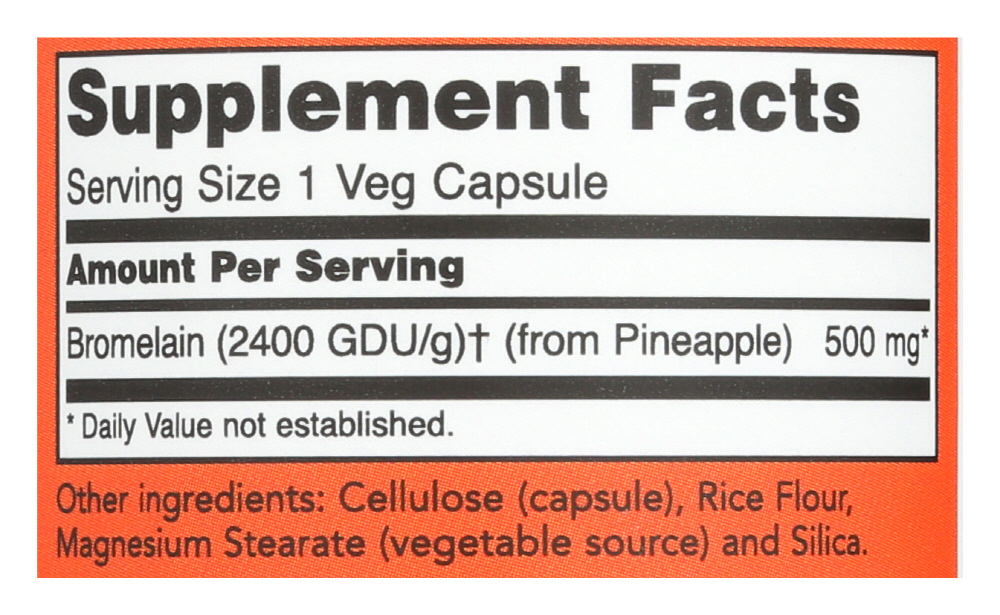 Supplement Facts
Serving Size 1 Veg Capsule
Amount Per Serving
Bromelain (2400 GDU/g)† (from Pineapple) 500 mg*
* Daily Value not established.
Other ingredients: Cellulose (capsule), Rice Flour,
Magnesium Stearate (vegetable source) and Silica.